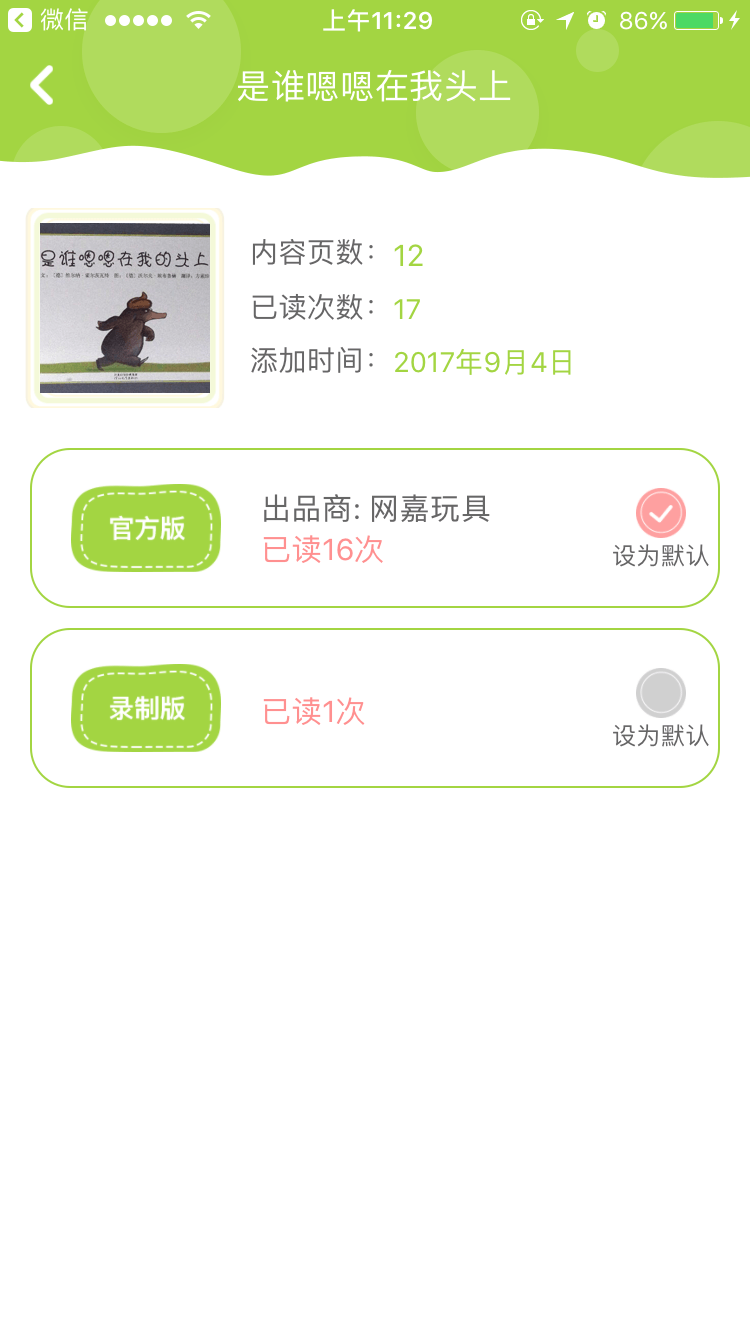 微信
上午11:29
86%
是谁嗯嗯在我头上
是谁嗯嗯在我的头上
内容页数：12
已读次数：17
添加时间：2017年9月4日
官方版
出品商: 网嘉玩具
已读16次
设为默认
录制版
已读1次
设为默认